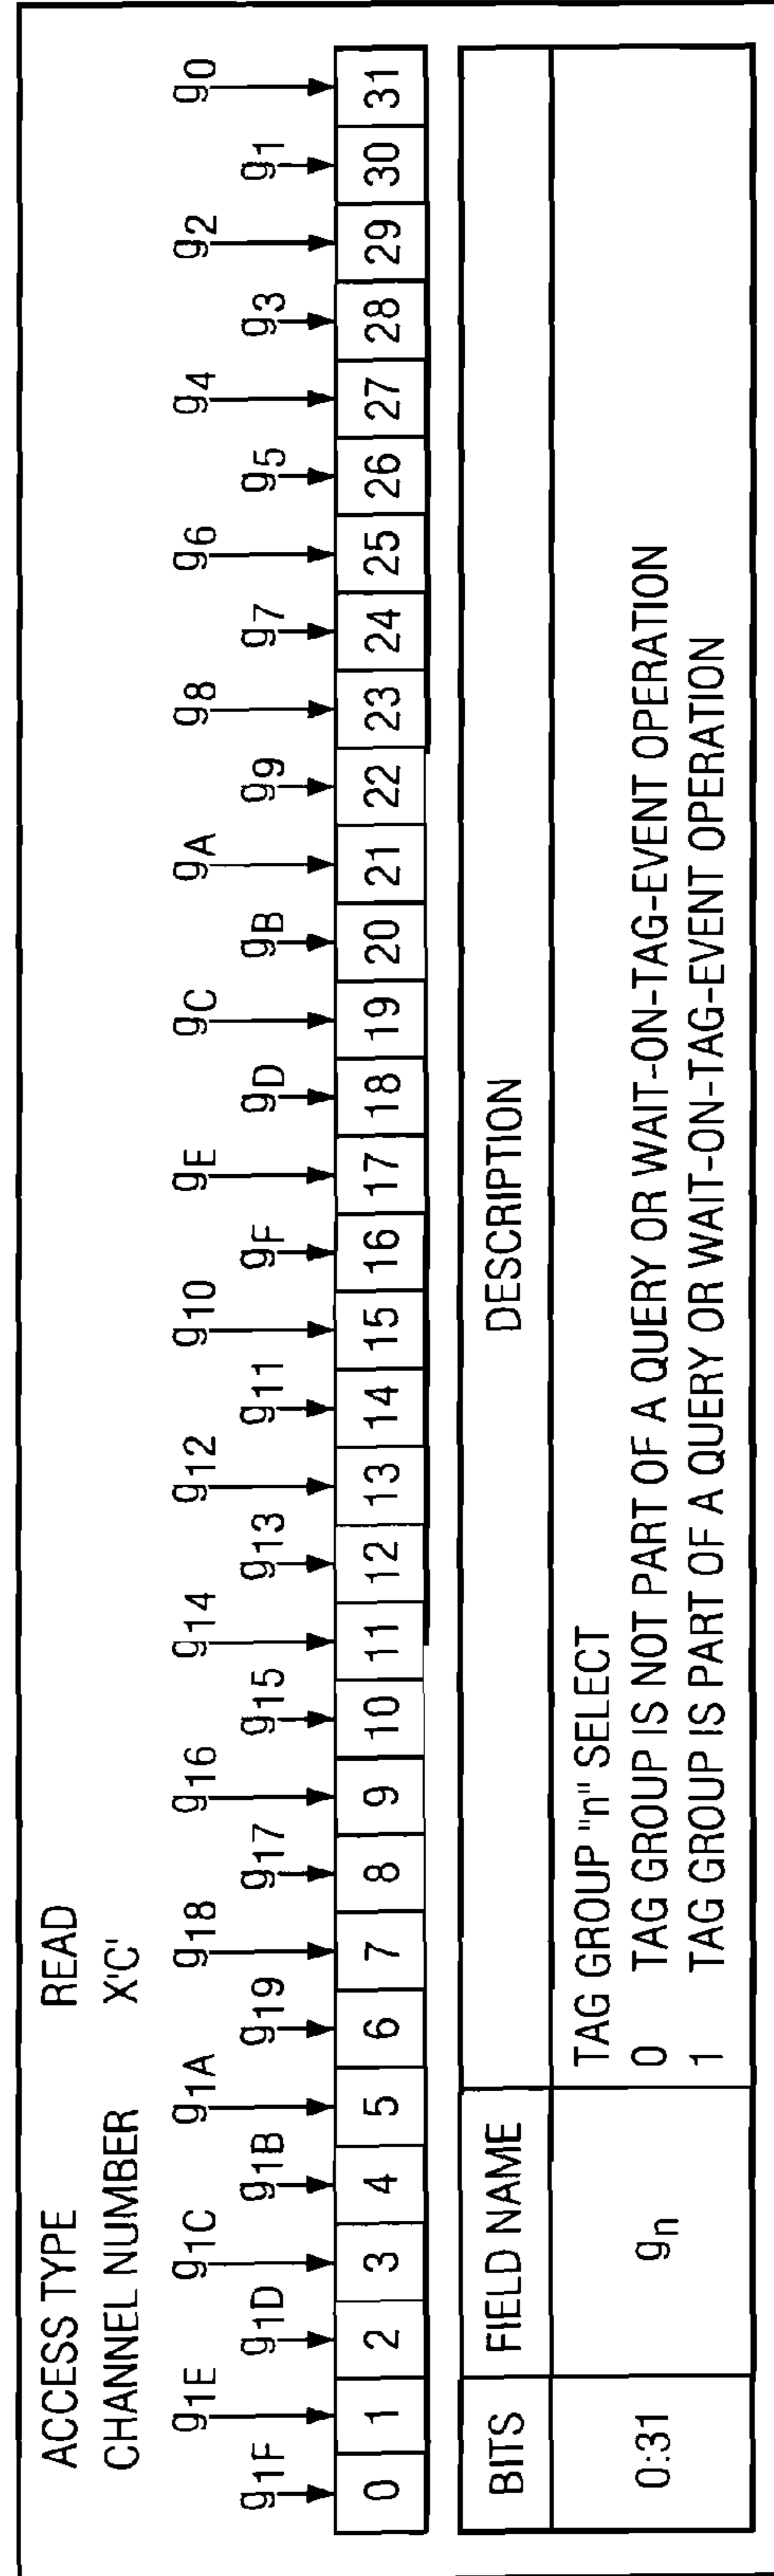 ACCESS TYPE READ
CHANNEL NUMBER X'C'
g1F g1E g1D g1C g1B g1A g19 g18 g17 g16 g15 g14 g13 g12 g11 g10 gF gE gD gC gB gA g9 g8 g7 g6 g5 g4 g3 g2 g1 g0
0 1 2 3 4 5 6 7 8 9 10 11 12 13 14 15 16 17 18 19 20 21 22 23 24 25 26 27 28 29 30 31
BITS FIELD NAME DESCRIPTION
0:31 gn TAG GROUP "n" SELECT
0 TAG GROUP IS NOT PART OF A QUERY OR WAIT-ON-TAG-EVENT OPERATION
1 TAG GROUP IS PART OF A QUERY OR WAIT-ON-TAG-EVENT OPERATION